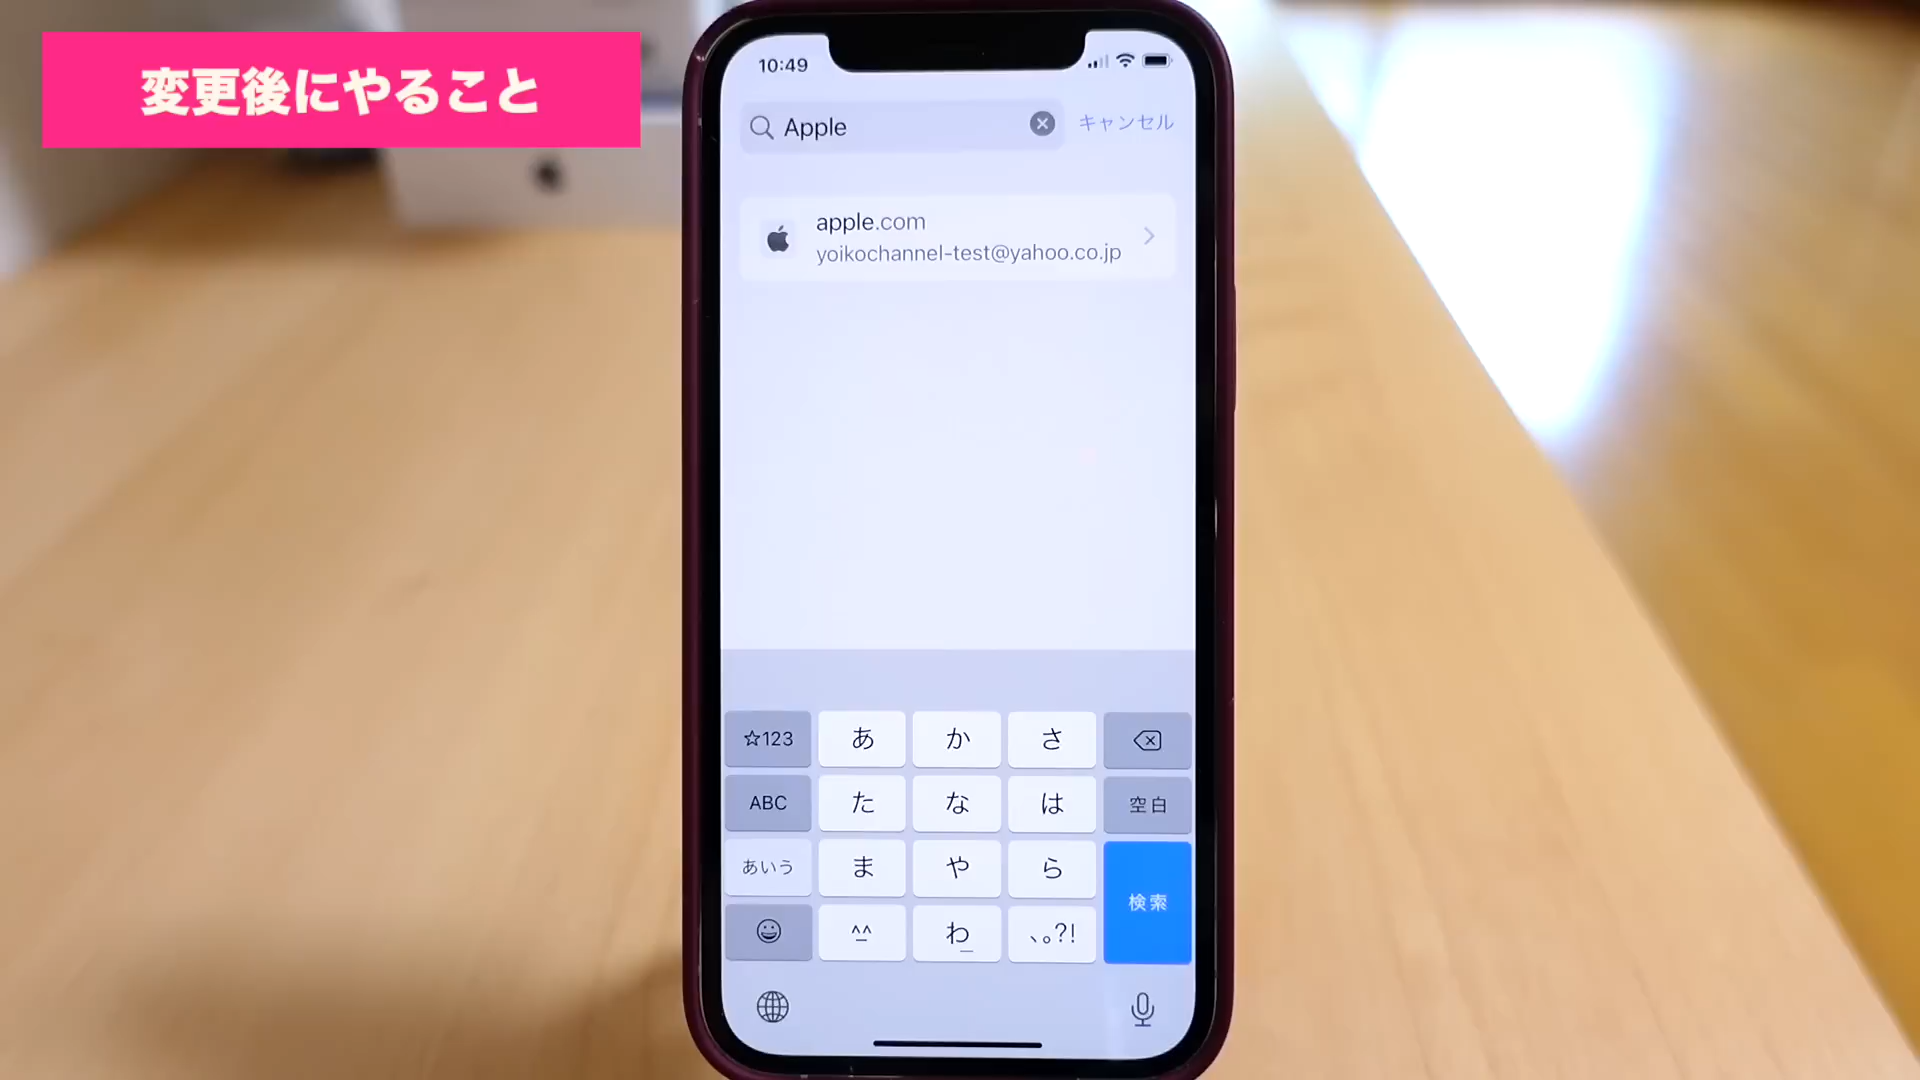 変更後にやること
10:49
Apple
キャンセル
apple.com
yoikochannel-test@yahoo.co.jp
☆123
あ
か
さ
ABC
た
な
は
空白
あいう
ま
や
ら
検索
^^
わ_
、。?!